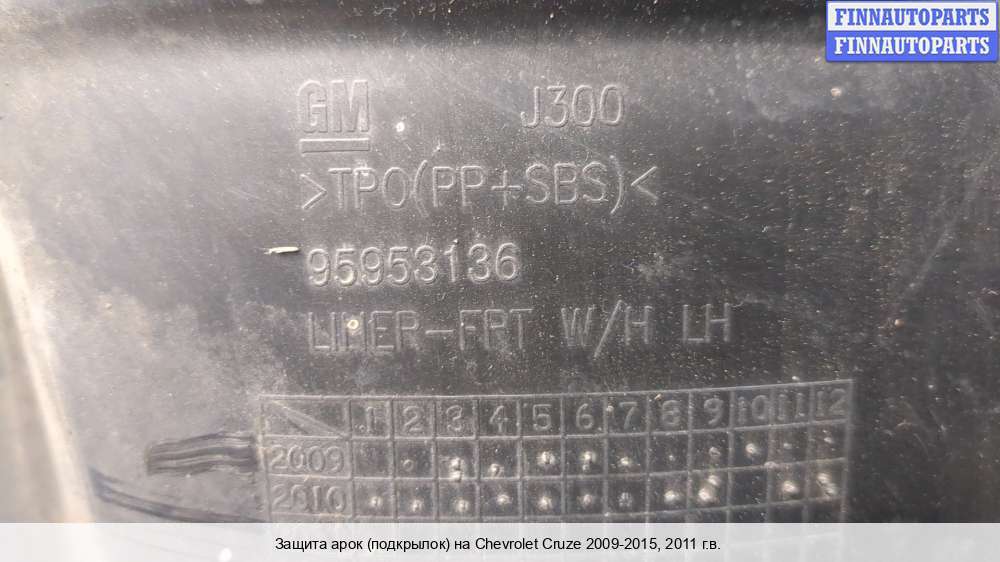 FINNAUTOPARTS
FINNAUTOPARTS
GM J300
>TPO(PP+SBS)<
95953136
LINER-FRT W/H LH
1 2 3 4 5 6 7 8 9 10 11 12
2009
2010
Защита арок (подкрылок) на Chevrolet Cruze 2009-2015, 2011 г.в.